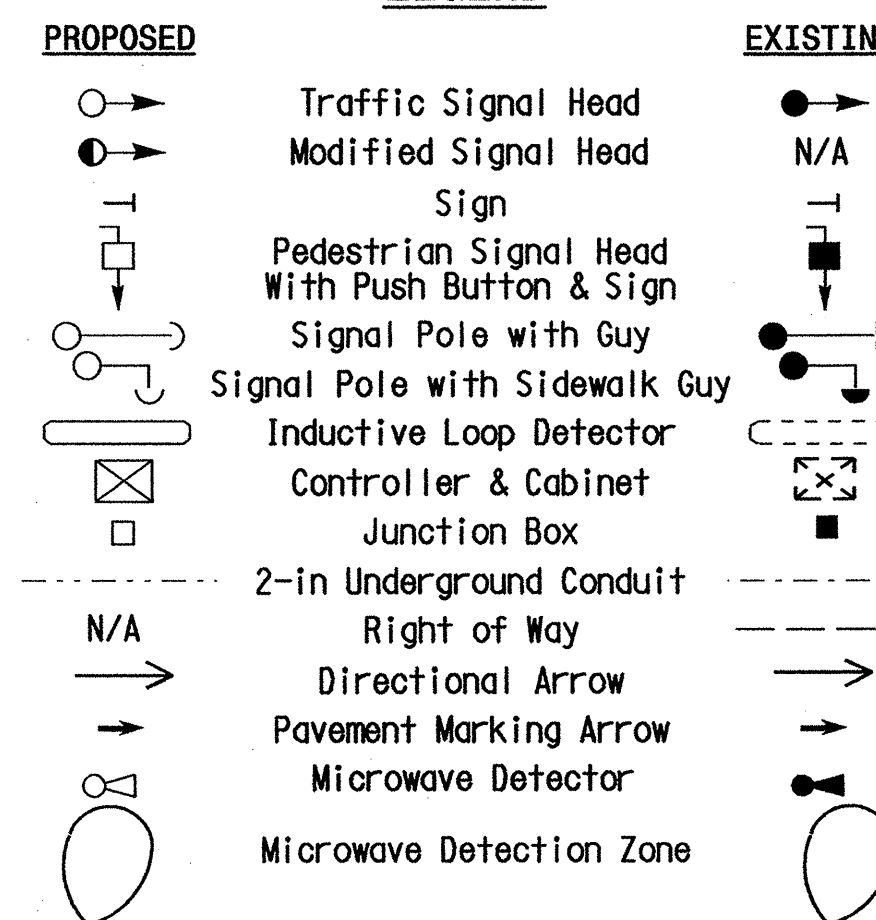 PROPOSED EXISTIN
Traffic Signal Head
Modified Signal Head N/A
Sign
Pedestrian Signal Head
With Push Button & Sign
Signal Pole with Guy
Signal Pole with Sidewalk Guy
Inductive Loop Detector
Controller & Cabinet
Junction Box
2-in Underground Conduit
N/A Right of Way
Directional Arrow
Pavement Marking Arrow
Microwave Detector
Microwave Detection Zone